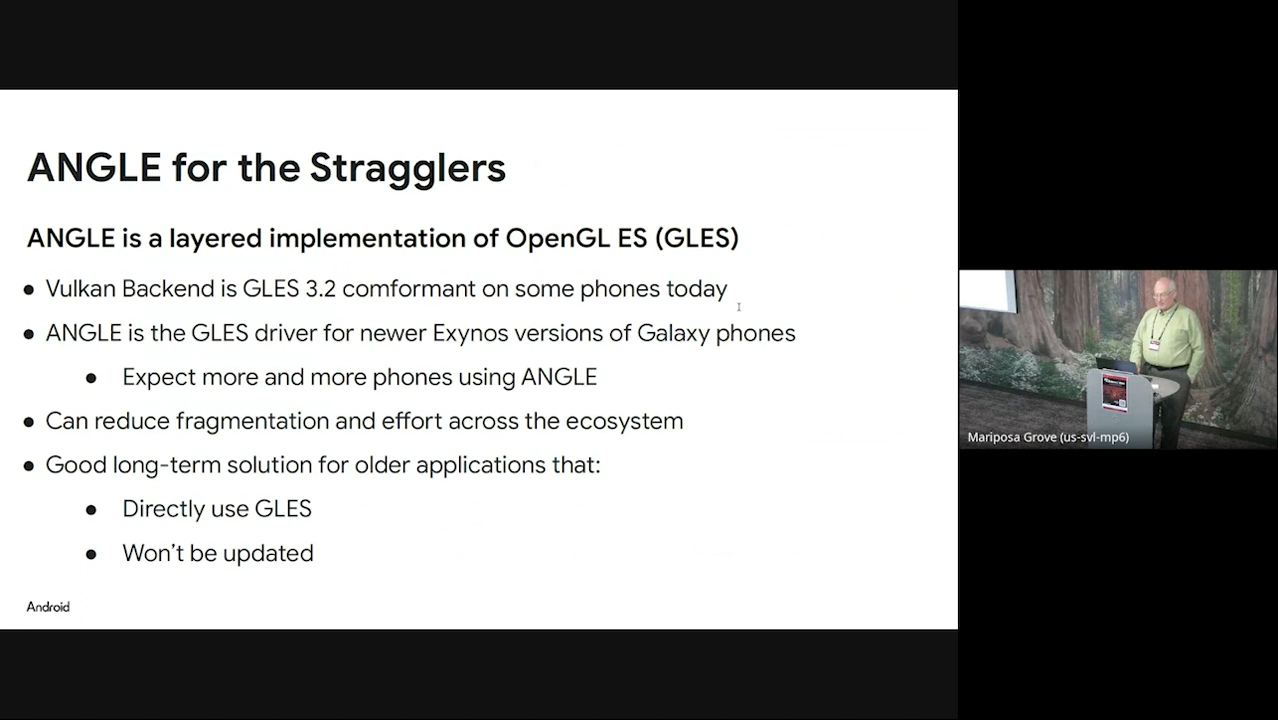 ANGLE for the Stragglers
ANGLE is a layered implementation of OpenGL ES (GLES)
● Vulkan Backend is GLES 3.2 comformant on some phones today
● ANGLE is the GLES driver for newer Exynos versions of Galaxy phones
● Expect more and more phones using ANGLE
● Can reduce fragmentation and effort across the ecosystem
● Good long-term solution for older applications that:
● Directly use GLES
● Won’t be updated
Android
Mariposa Grove (us-svl-mp6)